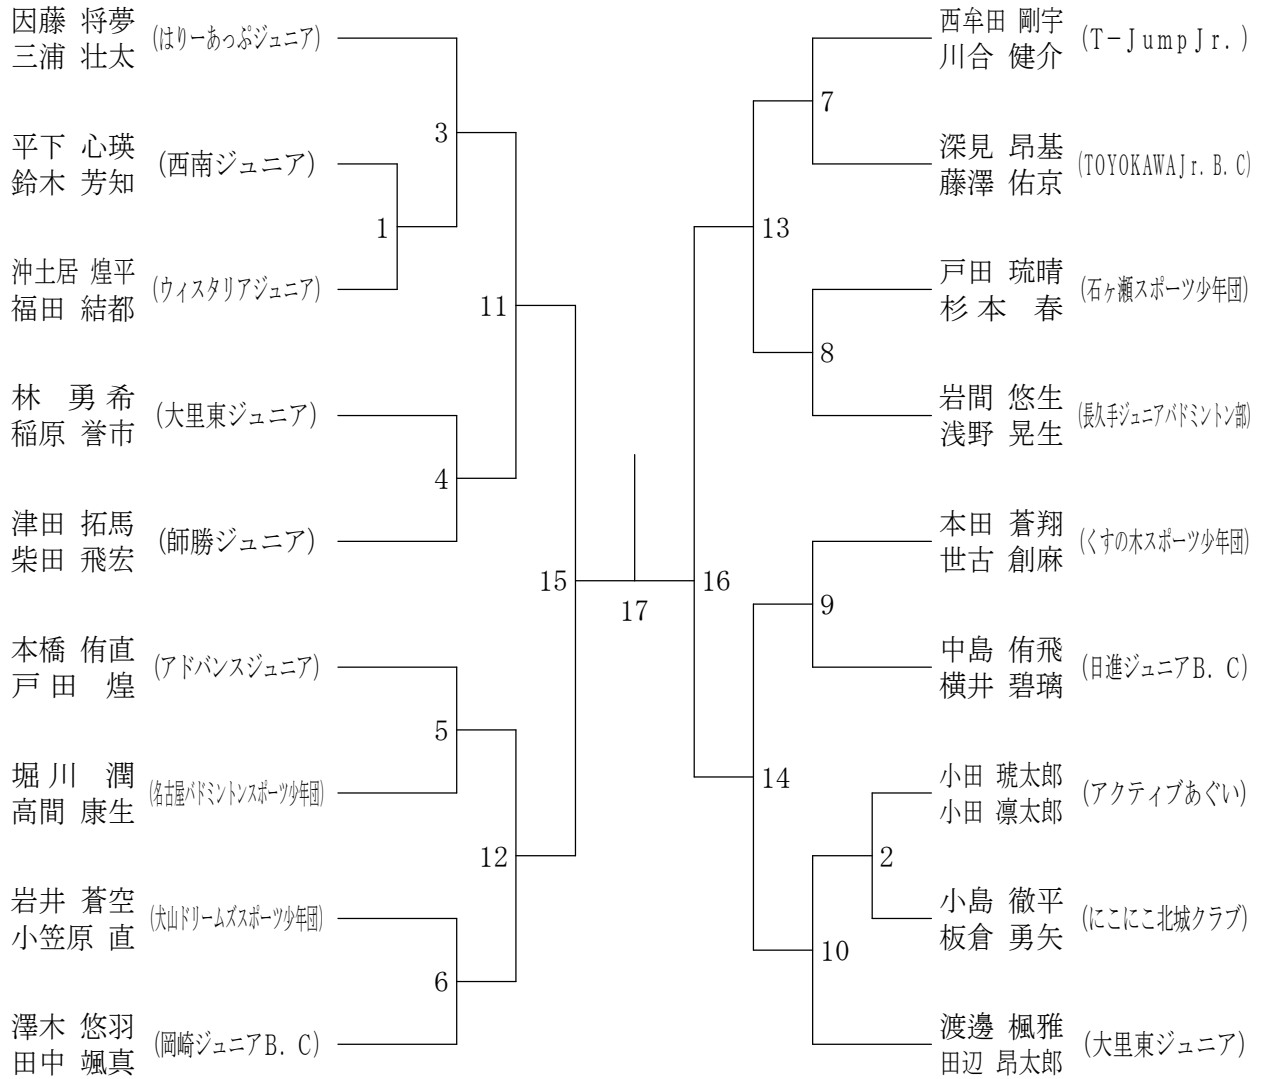 因藤 将夢
三浦 壮太
(はりーあっぷジュニア)
平下 心瑛
鈴木 芳知
(西南ジュニア)
沖土居 煌平
福田 結都
(ウィスタリアジュニア)
林 勇希
稲原 誉市
(大里東ジュニア)
津田 拓馬
柴田 飛宏
(師勝ジュニア)
本橋 侑直
戸田 煌
(アドバンスジュニア)
堀川 潤
高間 康生
(名古屋バドミントンスポーツ少年団)
岩井 蒼空
小笠原 直
(犬山ドリームズスポーツ少年団)
澤木 悠羽
田中 颯真
(岡崎ジュニアB.C)
3
1
11
4
15
5
12
6
17
7
13
8
16
9
14
2
10
西牟田 剛宇
川合 健介
(T-JumpJr.)
深見 昂基
藤澤 佑京
(TOYOKAWAJr.B.C)
戸田 琉晴
杉本 春
(石ヶ瀬スポーツ少年団)
岩間 悠生
浅野 晃生
(長久手ジュニアバドミントン部)
本田 蒼翔
世古 創麻
(くすの木スポーツ少年団)
中島 侑飛
横井 碧璃
(日進ジュニアB.C)
小田 琥太郎
小田 凛太郎
(アクティブあぐい)
小島 徹平
板倉 勇矢
(にこにこ北城クラブ)
渡邊 楓雅
田辺 昂太郎
(大里東ジュニア)